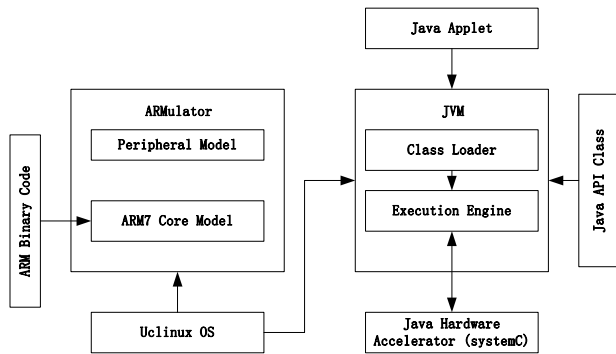 Java Applet
ARMulator
JVM
Peripheral Model
Class Loader
ARM7 Core Model
Execution Engine
ARM Binary Code
Java API Class
Uclinux OS
Java Hardware
Accelerator (systemC)